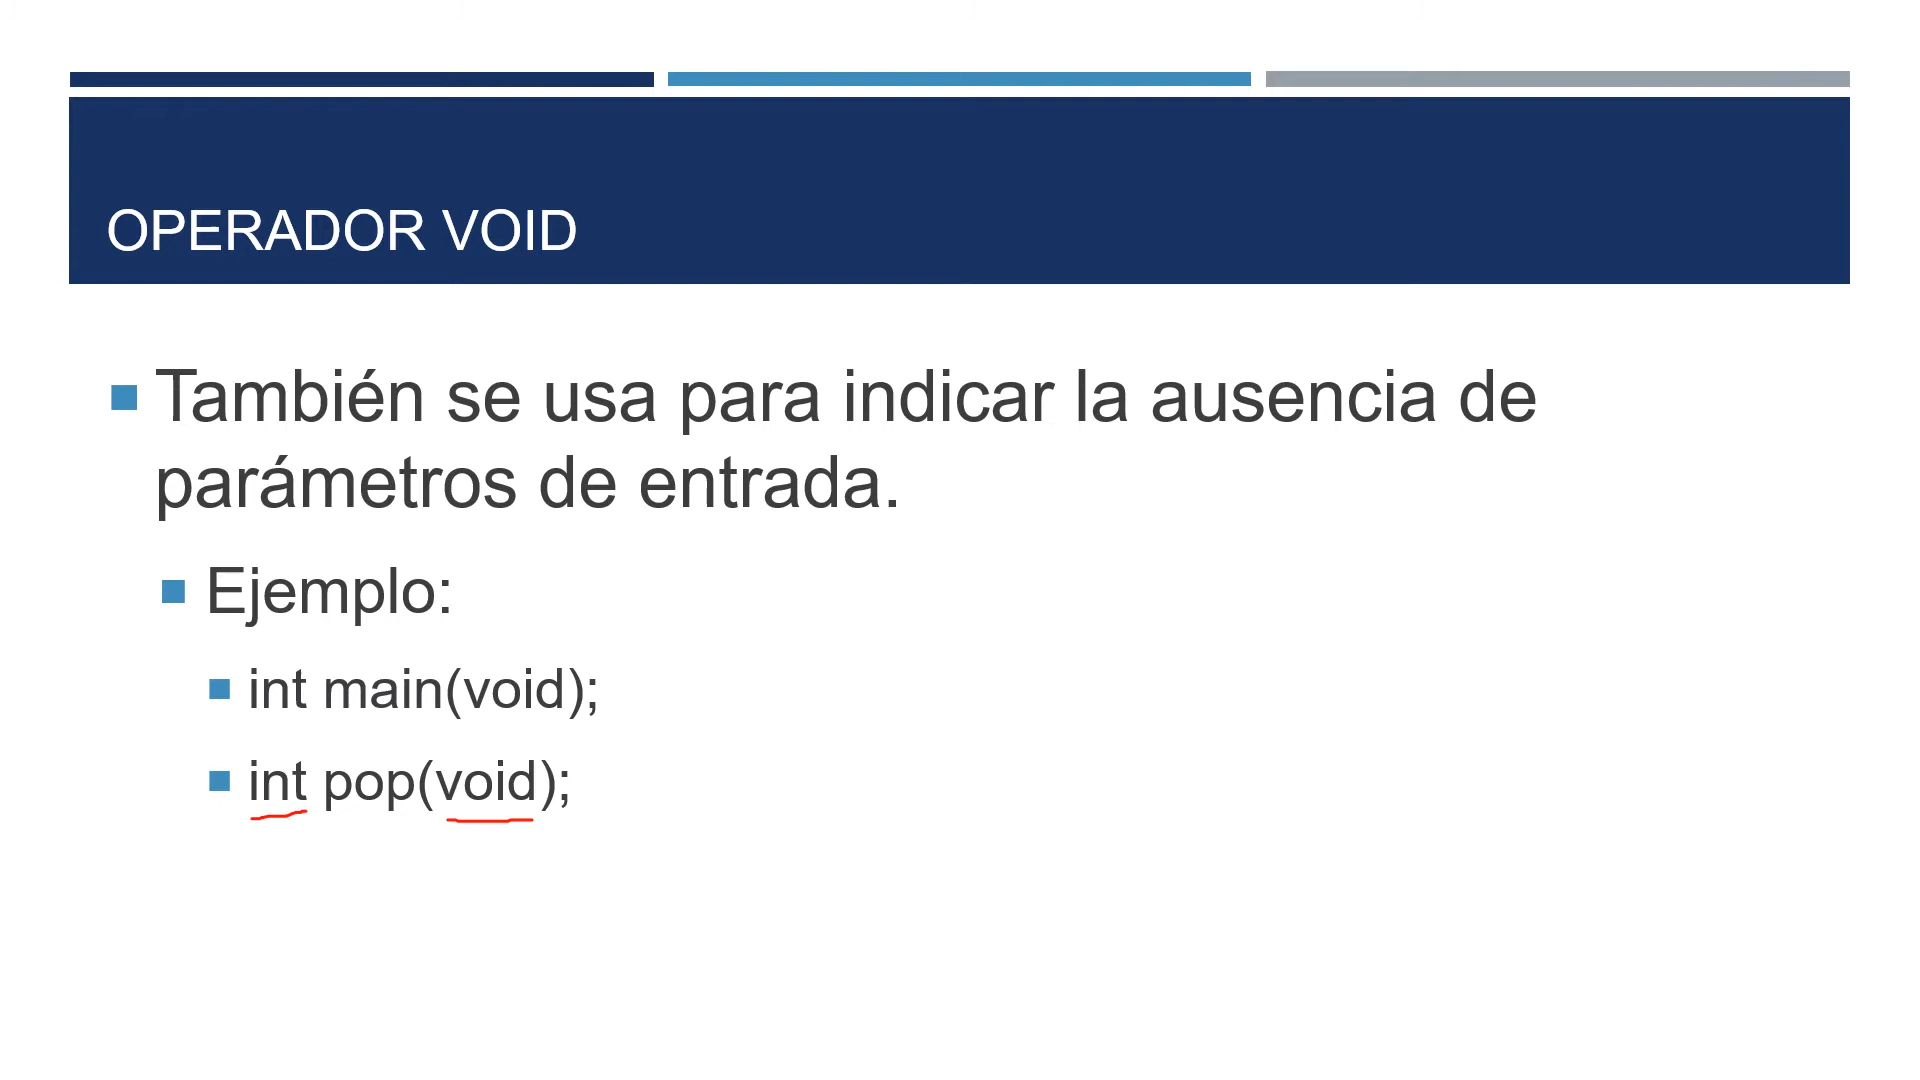 OPERADOR VOID
También se usa para indicar la ausencia de
parámetros de entrada.
Ejemplo:
int main(void);
int pop(void);